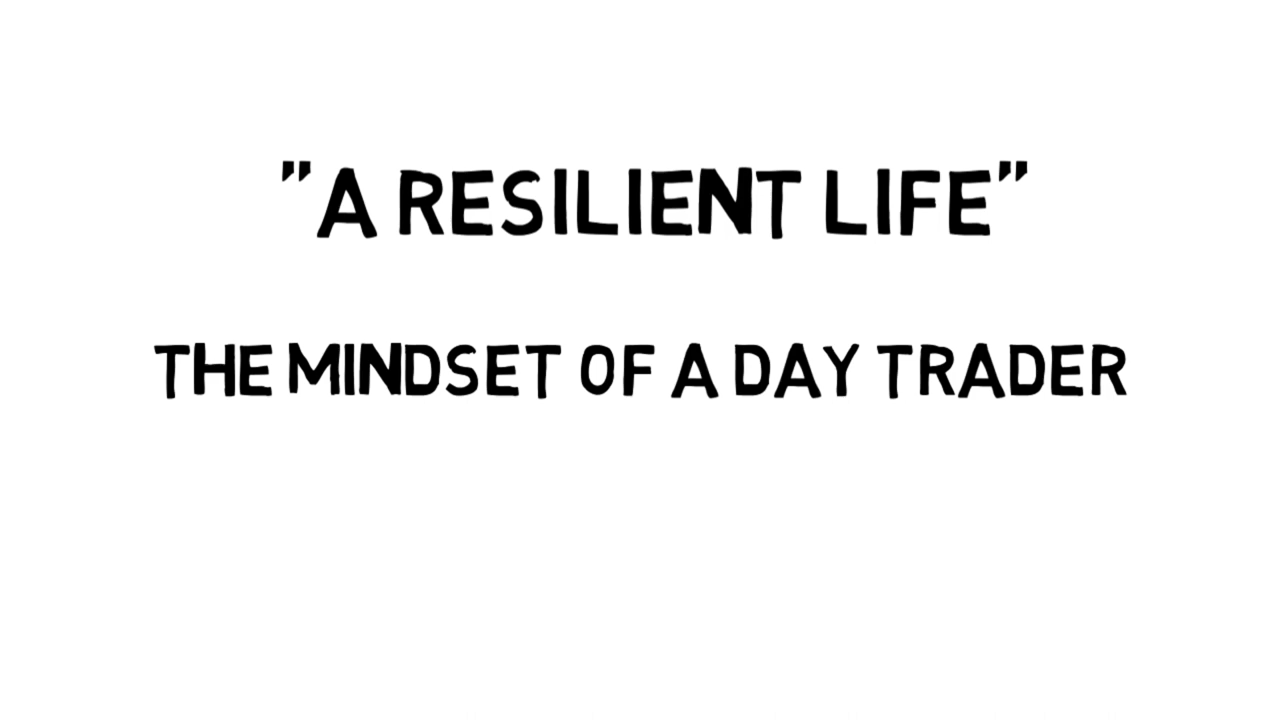 "A RESILIENT LIFE"
THE MINDSET OF A DAY TRADER